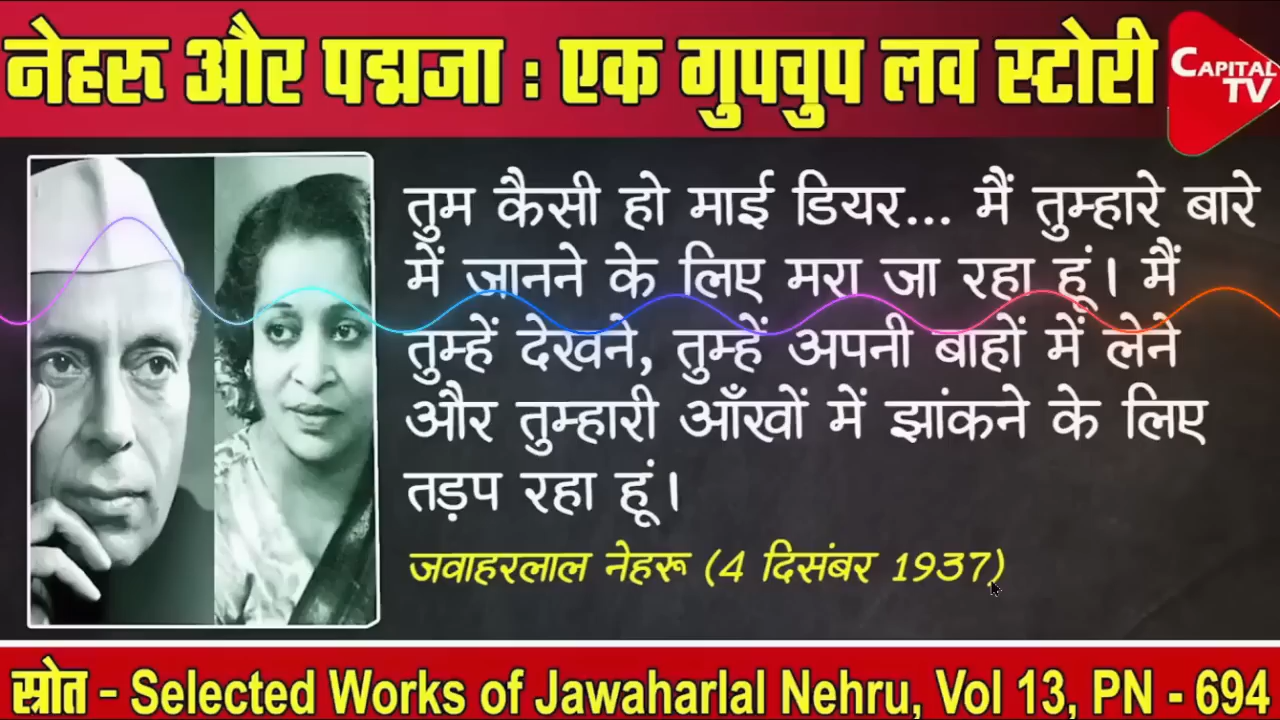 नेहरू और पद्मजा : एक गुपचुप लव स्टोरी
CAPITAL
TV
तुम कैसी हो माई डियर... मैं तुम्हारे बारे
में जानने के लिए मरा जा रहा हूं। मैं
तुम्हें देखने, तुम्हें अपनी बाहों में लेने
और तुम्हारी आँखों में झांकने के लिए
तड़प रहा हूं।
जवाहरलाल नेहरू (4 दिसंबर 1937)
स्रोत - Selected Works of Jawaharlal Nehru, Vol 13, PN - 694